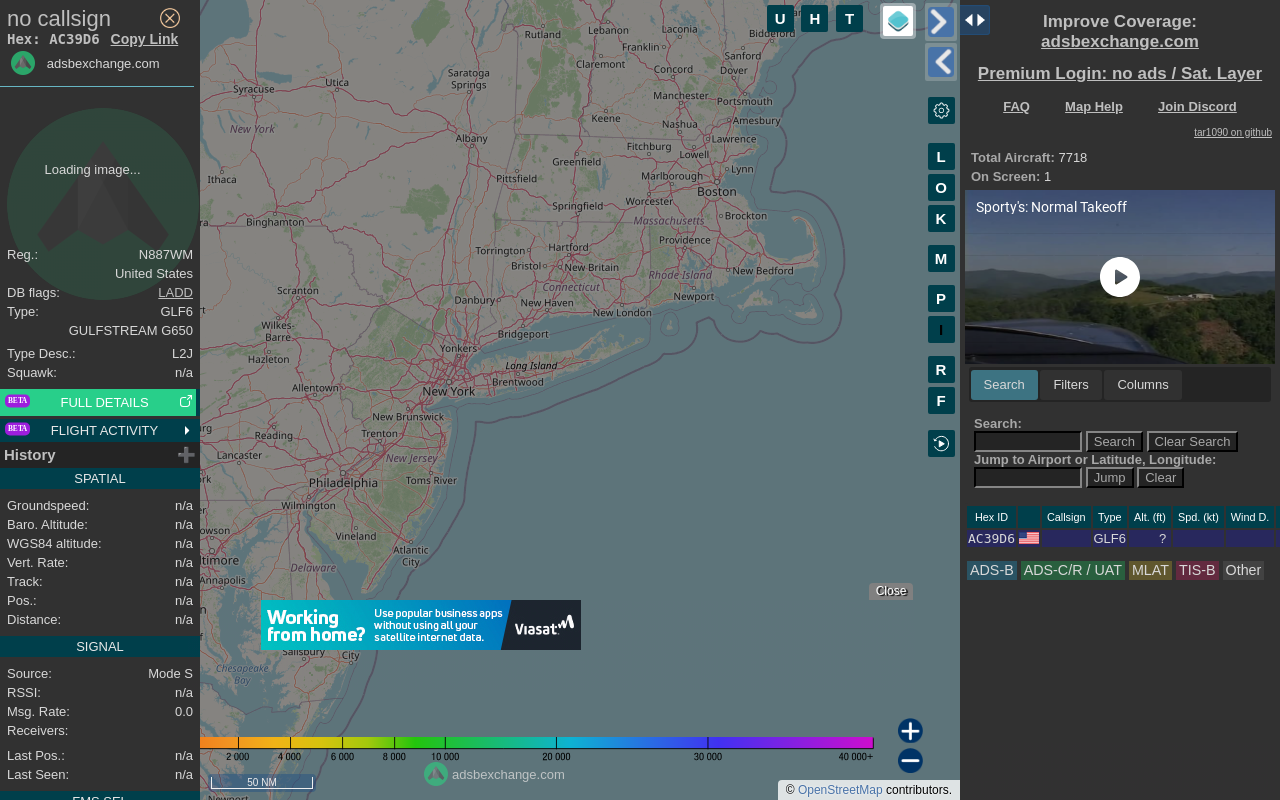 no callsign
Hex: AC39D6 Copy Link
adsbexchange.com
Loading image...
Reg.: N887WM
United States
DB flags: LADD
Type: GLF6
GULFSTREAM G650
Type Desc.: L2J
Squawk: n/a
BETA FULL DETAILS
BETA FLIGHT ACTIVITY
History
SPATIAL
Groundspeed: n/a
Baro. Altitude: n/a
WGS84 altitude: n/a
Vert. Rate: n/a
Track: n/a
Pos.: n/a
Distance: n/a
SIGNAL
Source: Mode S
RSSI: n/a
Msg. Rate: 0.0
Receivers:
Last Pos.: n/a
Last Seen: n/a
FMS SEL
U H T
L
O
K
M
P
I
R
F
Rutland
Lebanon
Laconia
Biddeford
Franklin
Sanford
Claremont
Concord
Dover
Saratoga
Springs
Utica
Syracuse
Manchester
Portsmouth
Keene
Nashua
Amesbury
New York
Albany
Lawrence
Fitchburg
Lowell
Greenfield
Lynn
Ithaca
Pittsfield
Marlborough
Boston
Worcester
Springfield
Massachusetts
Brockton
Binghamton
Torrington
Hartford
Providence
Bristol
New Britain
Rhode Island
New Bedford
Connecticut
Scranton
Danbury
New Haven
New London
Newport
Wilkes-
Barre
Bridgeport
Yonkers
Hazleton
Long Island
Brentwood
Allentown
New York
New Brunswick
Reading
Trenton
Lancaster
New Jersey
Philadelphia
Toms River
Wilmington
Vineland
Atlantic
City
Annapolis
Delaware
Salisbury
City
Chesapeake
Bay
Newport
Working
from home?
Use popular business apps
without using all your
satellite internet data.
Viasat
Close
2 000 4 000 6 000 8 000 10 000 20 000 30 000 40 000+
50 NM
adsbexchange.com
© OpenStreetMap contributors.
Improve Coverage:
adsbexchange.com
Premium Login: no ads / Sat. Layer
FAQ Map Help Join Discord
tar1090 on github
Total Aircraft: 7718
On Screen: 1
Sporty's: Normal Takeoff
Search Filters Columns
Search:
Search Clear Search
Jump to Airport or Latitude, Longitude:
Jump Clear
Hex ID Callsign Type Alt. (ft) Spd. (kt) Wind D.
AC39D6 GLF6 ?
ADS-B ADS-C/R / UAT MLAT TIS-B Other